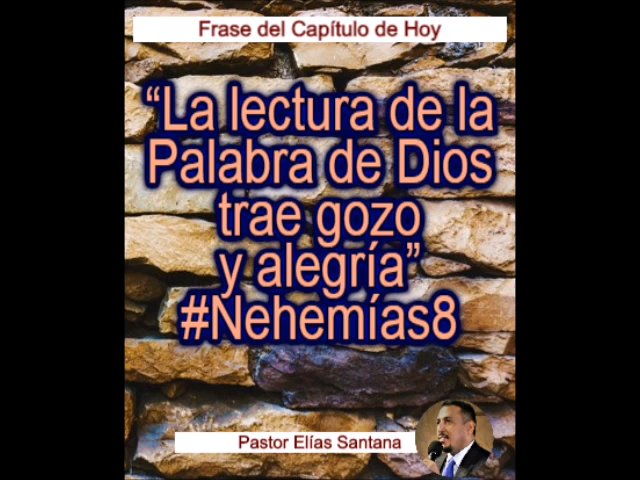 Frase del Capítulo de Hoy
“La lectura de la
Palabra de Dios
trae gozo
y alegría”
#Nehemías8
Pastor Elías Santana